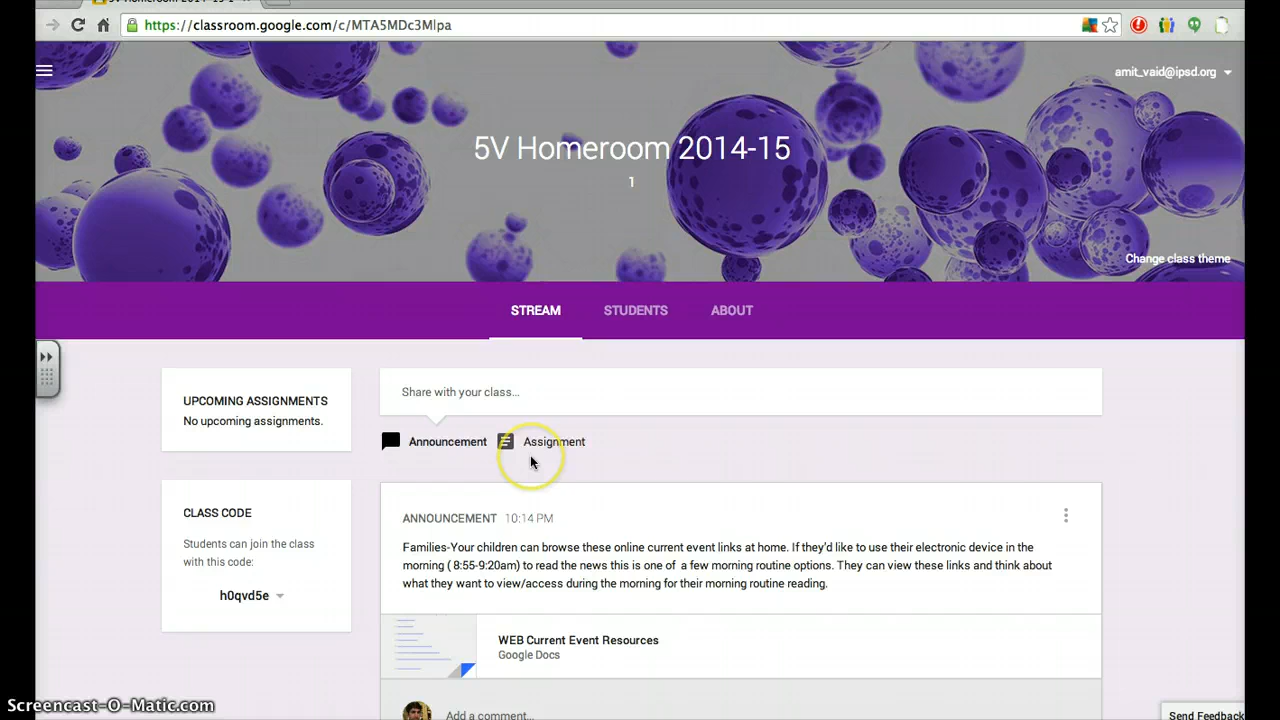 5V Homeroom 2014-15
https://classroom.google.com/c/MTA5MDc3Mlpa
amit_vaid@ipsd.org
5V Homeroom 2014-15
1
Change class theme
STREAM STUDENTS ABOUT
UPCOMING ASSIGNMENTS
No upcoming assignments.
Share with your class...
Announcement Assignment
CLASS CODE
Students can join the class
with this code:
h0qvd5e
ANNOUNCEMENT 10:14 PM
Families-Your children can browse these online current event links at home. If they'd like to use their electronic device in the
morning ( 8:55-9:20am) to read the news this is one of a few morning routine options. They can view these links and think about
what they want to view/access during the morning for their morning routine reading.
WEB Current Event Resources
Google Docs
Add a comment...
Screencast-O-Matic.com
Send Feedback